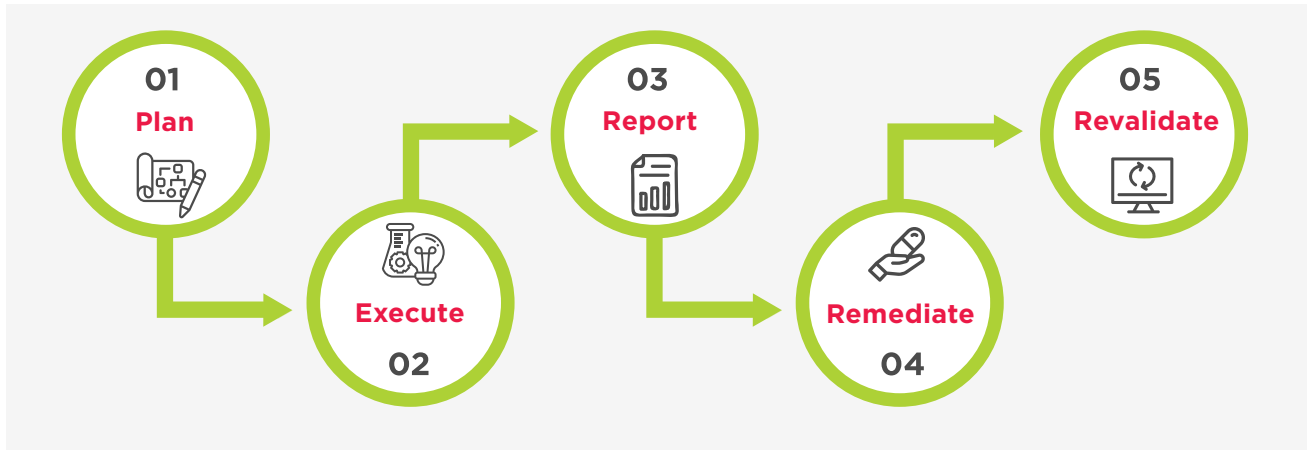 01
Plan
Execute
02
03
Report
Remediate
04
05
Revalidate